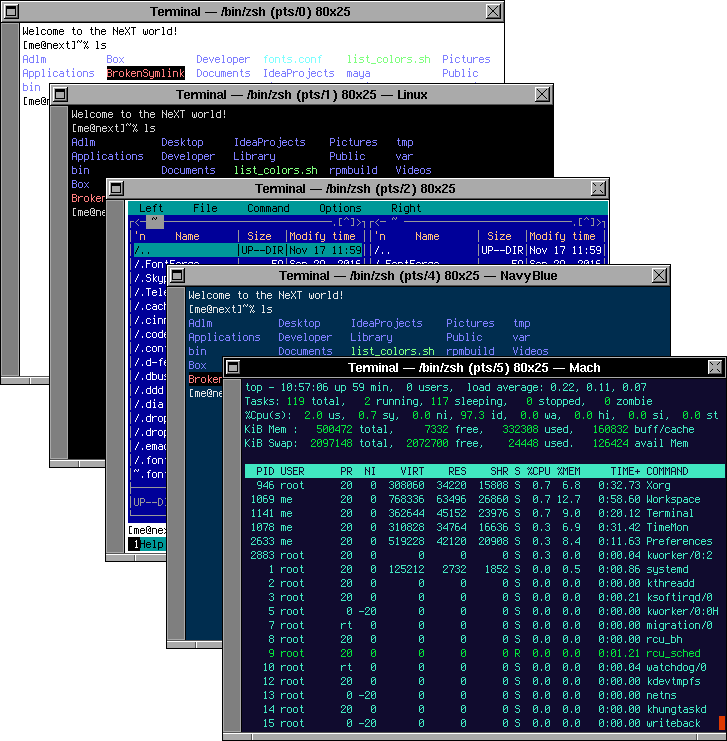 Terminal — /bin/zsh (pts/0) 80x25
Welcome to the NeXT world!
[me@next]~% ls
Adlm Box Developer fonts.conf list_colors.sh Pictures
Applications BrokenSymlink Documents IdeaProjects maya Public
bin
[me@n
Terminal — /bin/zsh (pts/1) 80x25 — Linux
Welcome to the NeXT world!
[me@next]~% ls
Adlm Desktop IdeaProjects Pictures tmp
Applications Developer Library Public var
bin Documents list_colors.sh rpmbuild Videos
Box
Broken
[me@ne
Terminal — /bin/zsh (pts/2) 80x25
Left File Command Options Right
<- ~ .[^]> <- ~ .[^]>
'n Name Size Modify time 'n Name Size Modify time
/.. UP--DIR Nov 17 11:59 /.. UP--DIR Nov 17 11:59
/.FontForge
/.Skyp
/.Tele
/.cach
/.cinn
/.code
/.conf
/.d-fe
/.dbus
/.ddd
/.dia
/.drop
/.drop
/.emac
/.font
~.font
UP--DIR
[me@nex
1Help
Terminal — /bin/zsh (pts/4) 80x25 — NavyBlue
Welcome to the NeXT world!
[me@next]~% ls
Adlm Desktop IdeaProjects Pictures tmp
Applications Developer Library Public var
bin Documents list_colors.sh rpmbuild Videos
Box
Broken
[me@ne
Terminal — /bin/zsh (pts/5) 80x25 — Mach
top - 10:57:06 up 59 min, 0 users, load average: 0.22, 0.11, 0.07
Tasks: 119 total, 2 running, 117 sleeping, 0 stopped, 0 zombie
%Cpu(s): 2.0 us, 0.7 sy, 0.0 ni, 97.3 id, 0.0 wa, 0.0 hi, 0.0 si, 0.0 st
KiB Mem : 500472 total, 7332 free, 332308 used, 160832 buff/cache
KiB Swap: 2097148 total, 2072700 free, 24448 used. 126424 avail Mem
PID USER PR NI VIRT RES SHR S %CPU %MEM TIME+ COMMAND
946 root 20 0 308060 34220 15808 S 0.7 6.8 0:32.73 Xorg
1069 me 20 0 768336 63496 26860 S 0.7 12.7 0:58.60 Workspace
1141 me 20 0 362644 45152 23976 S 0.7 9.0 0:20.12 Terminal
1078 me 20 0 310828 34764 16636 S 0.3 6.9 0:31.42 TimeMon
2633 me 20 0 519228 42120 20908 S 0.3 8.4 0:11.63 Preferences
2883 root 20 0 0 0 0 S 0.3 0.0 0:00.04 kworker/0:2
1 root 20 0 125212 2732 1852 S 0.0 0.5 0:00.86 systemd
2 root 20 0 0 0 0 S 0.0 0.0 0:00.00 kthreadd
3 root 20 0 0 0 0 S 0.0 0.0 0:00.21 ksoftirqd/0
5 root 0 -20 0 0 0 S 0.0 0.0 0:00.00 kworker/0:0H
7 root rt 0 0 0 0 S 0.0 0.0 0:00.00 migration/0
8 root 20 0 0 0 0 S 0.0 0.0 0:00.00 rcu_bh
9 root 20 0 0 0 0 R 0.0 0.0 0:01.21 rcu_sched
10 root rt 0 0 0 0 S 0.0 0.0 0:00.04 watchdog/0
12 root 20 0 0 0 0 S 0.0 0.0 0:00.00 kdevtmpfs
13 root 0 -20 0 0 0 S 0.0 0.0 0:00.00 netns
14 root 20 0 0 0 0 S 0.0 0.0 0:00.00 khungtaskd
15 root 0 -20 0 0 0 S 0.0 0.0 0:00.00 writeback